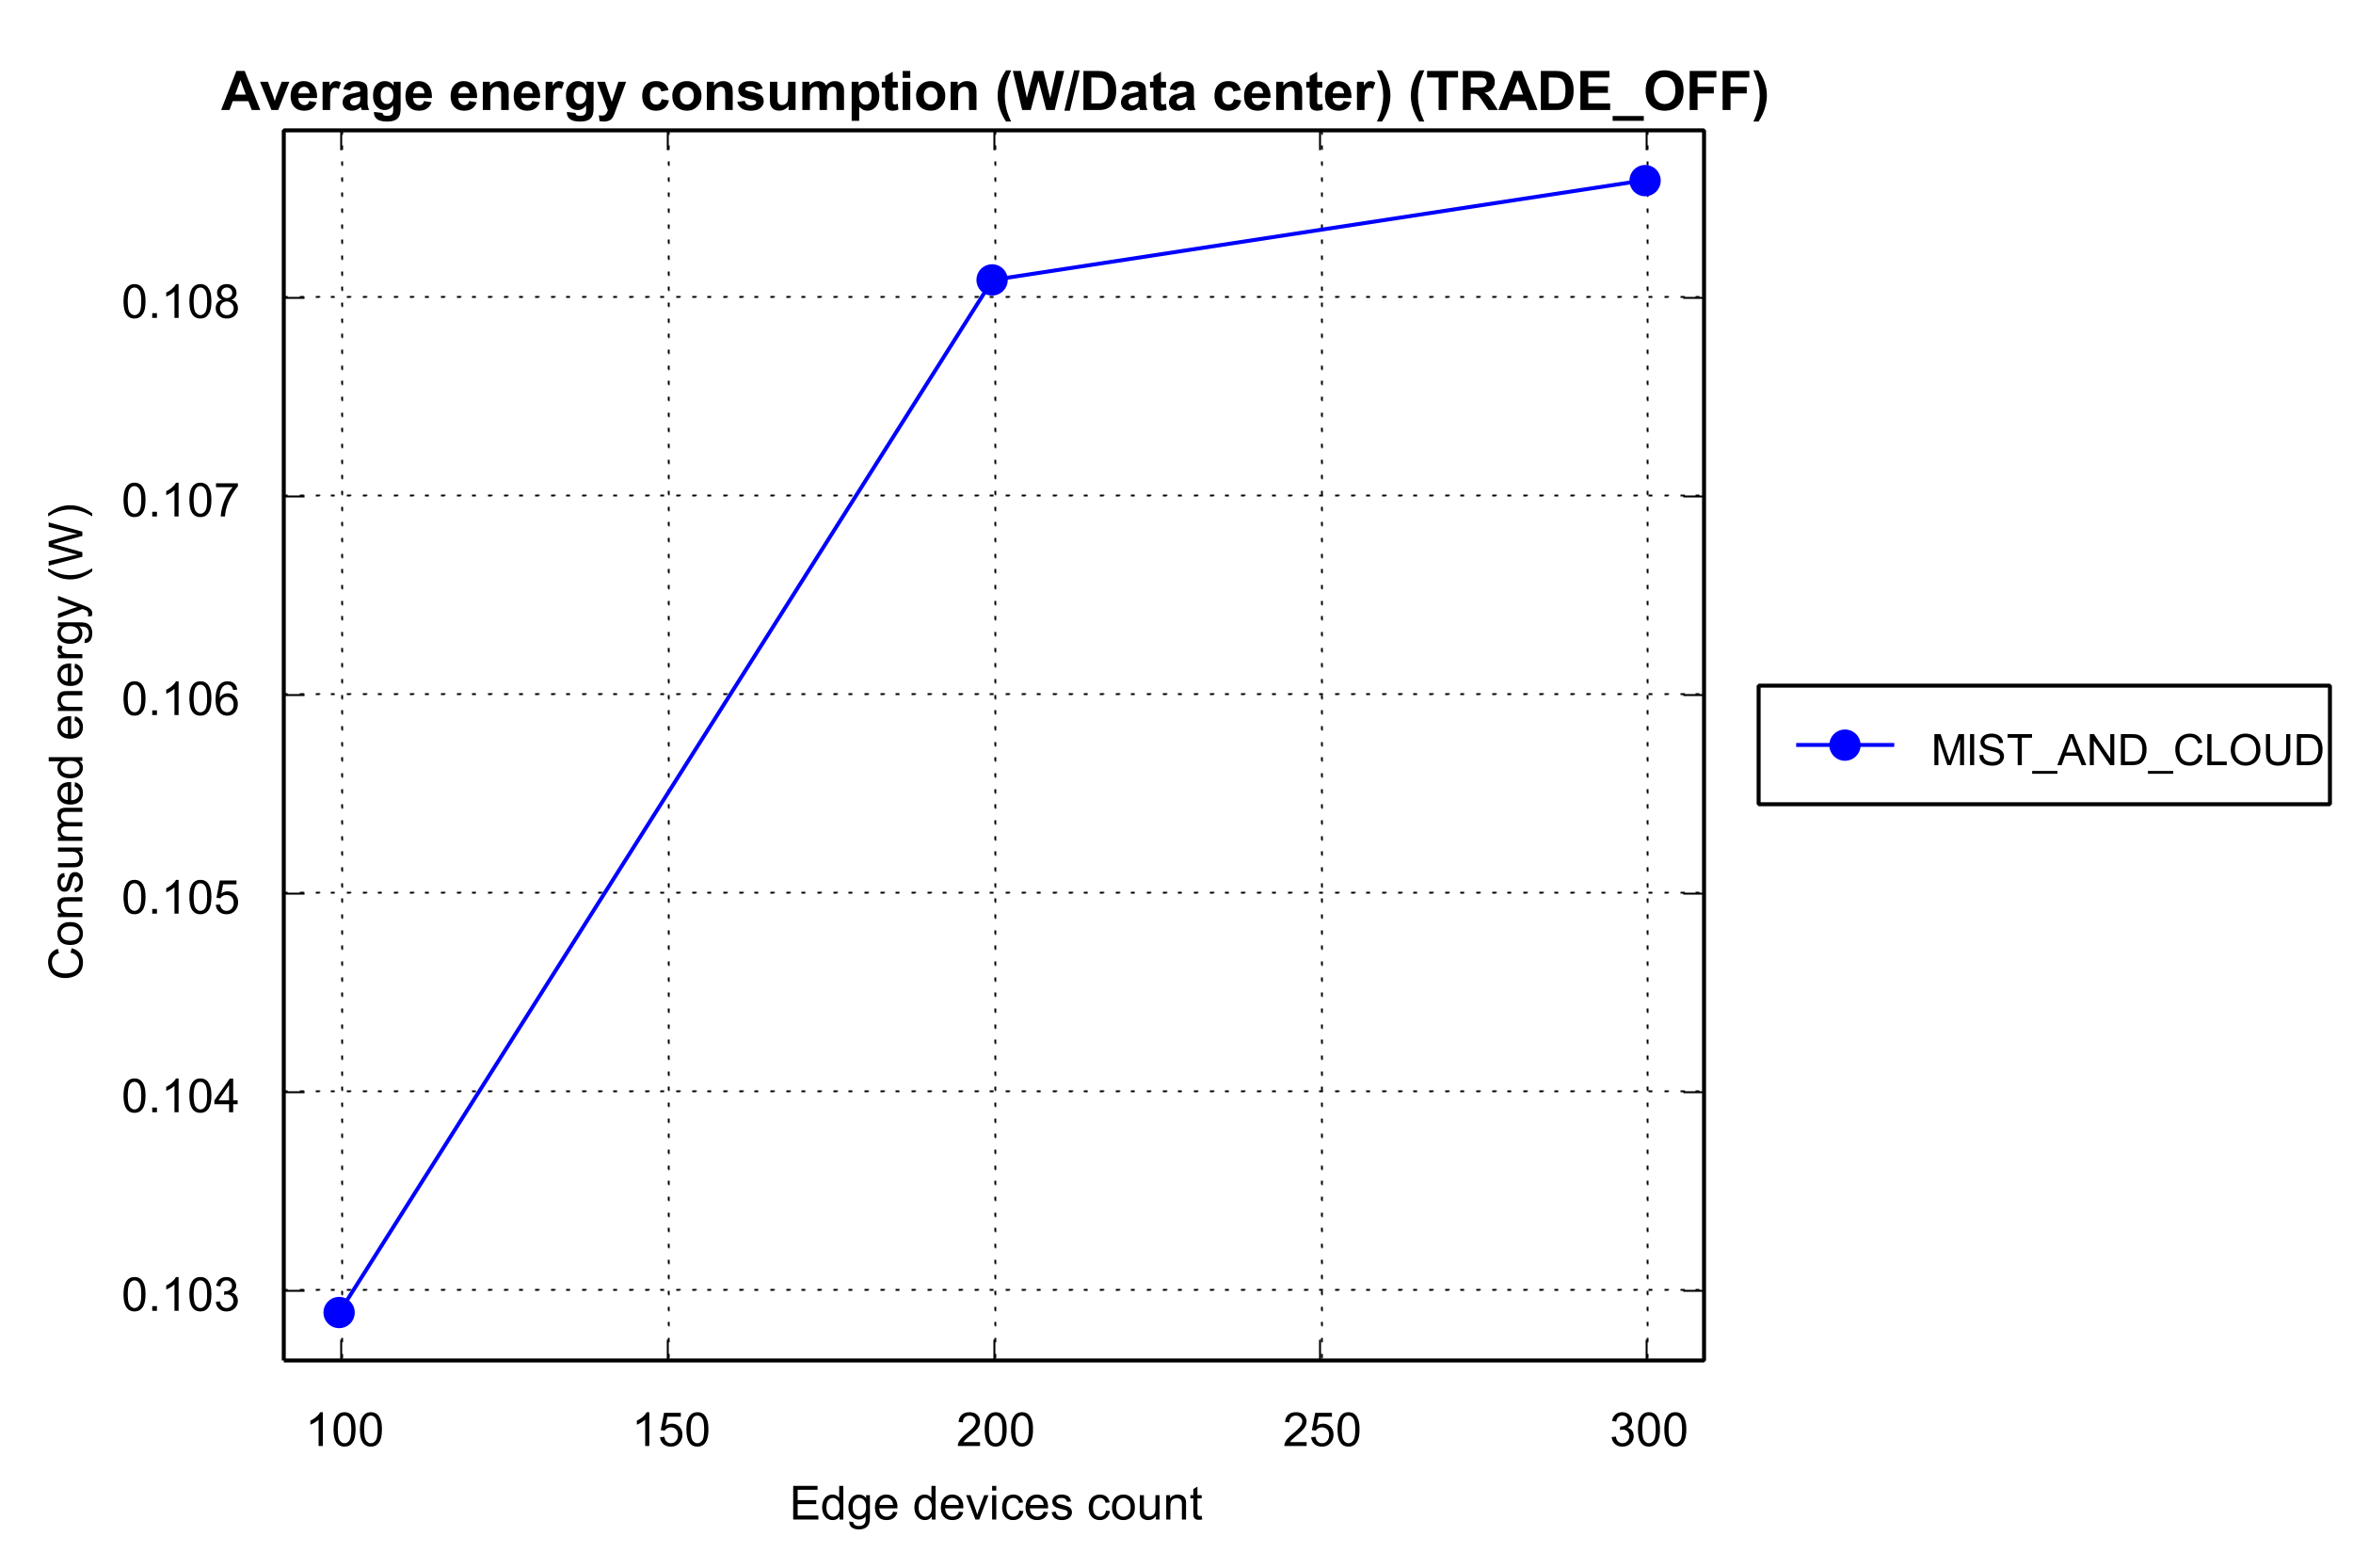 Average energy consumption (W/Data center) (TRADE_OFF)
0.108
0.107
0.106
0.105
0.104
0.103
Consumed energy (W)
MIST_AND_CLOUD
100 150 200 250 300
Edge devices count